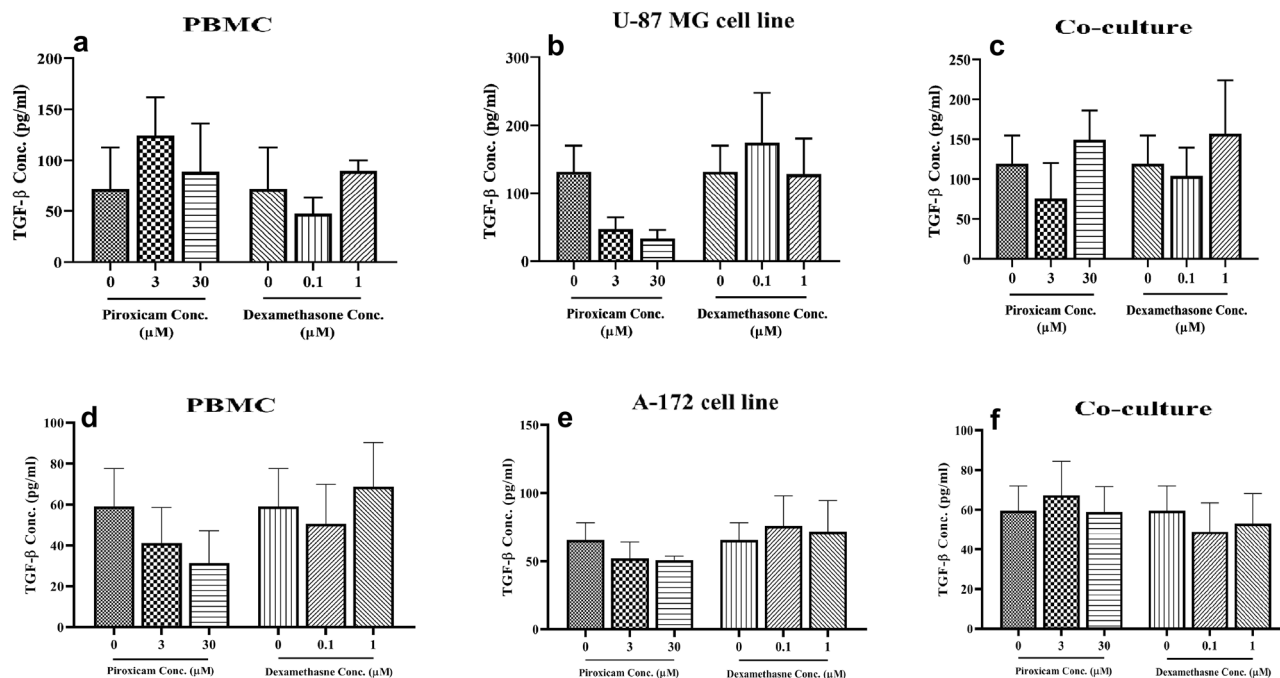 a
PBMC
TGF-β Conc. (pg/ml)
200
150
100
50
0
0 3 30 0 0.1 1
Piroxicam Conc. Dexamethasone Conc.
(µM) (µM)
b
U-87 MG cell line
TGF-β Conc. (pg/ml)
300
200
100
0
0 3 30 0 0.1 1
Piroxicam Conc. Dexamethasone Conc.
(µM) (µM)
c
Co-culture
TGF-β Conc. (pg/ml)
250
200
150
100
50
0
0 3 30 0 0.1 1
Piroxicam Conc. Dexamethasone Conc.
(µM) (µM)
d
PBMC
TGF-β Conc. (pg/ml)
100
80
60
40
20
0
0 3 30 0 0.1 1
Piroxicam Conc. (µM) Dexamethasne Conc. (µM)
e
A-172 cell line
TGF-β Conc. (pg/ml)
150
100
50
0
0 3 30 0 0.1 1
Piroxicam Conc. (µM) Dexamethasne Conc. (µM)
f
Co-culture
TGF-β Conc. (pg/ml)
100
80
60
40
20
0
0 3 30 0 0.1 1
Piroxicam Conc. (µM) Dexamethasne Conc. (µM)